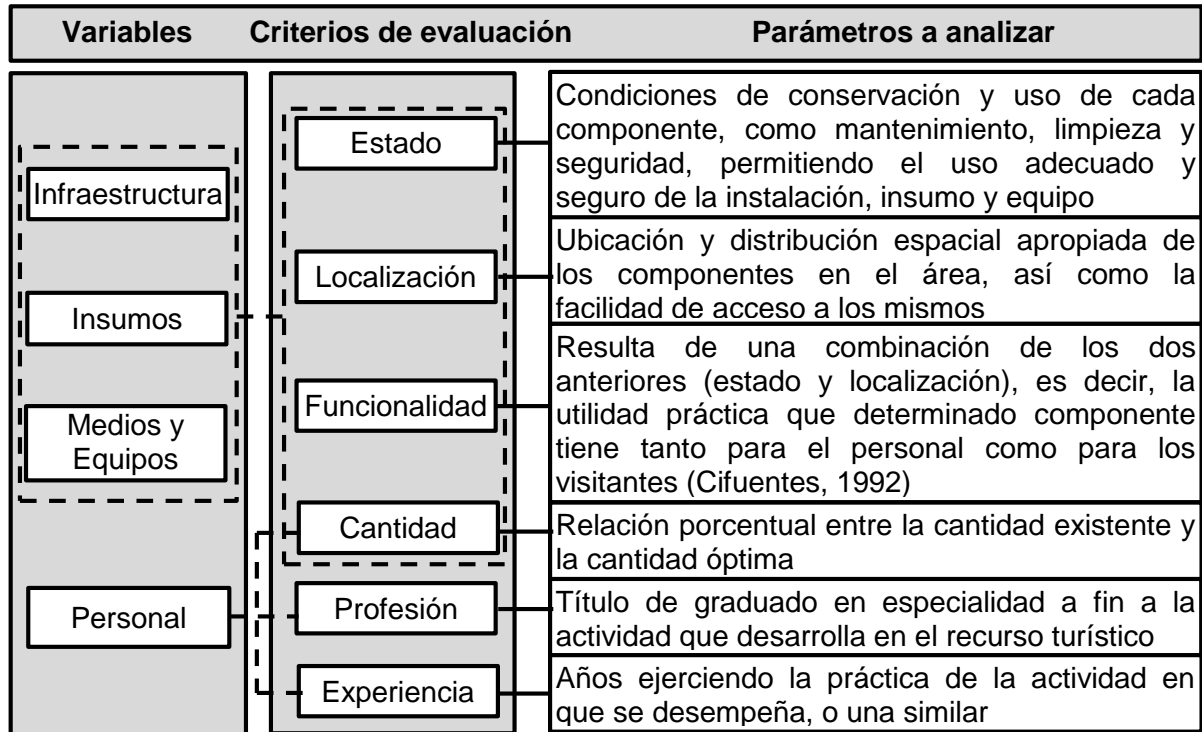 Variables Criterios de evaluación Parámetros a analizar
Infraestructura
Insumos
Medios y
Equipos
Personal
Estado
Localización
Funcionalidad
Cantidad
Profesión
Experiencia
Condiciones de conservación y uso de cada
componente, como mantenimiento, limpieza y
seguridad, permitiendo el uso adecuado y
seguro de la instalación, insumo y equipo
Ubicación y distribución espacial apropiada de
los componentes en el área, así como la
facilidad de acceso a los mismos
Resulta de una combinación de los dos
anteriores (estado y localización), es decir, la
utilidad práctica que determinado componente
tiene tanto para el personal como para los
visitantes (Cifuentes, 1992)
Relación porcentual entre la cantidad existente y
la cantidad óptima
Título de graduado en especialidad a fin a la
actividad que desarrolla en el recurso turístico
Años ejerciendo la práctica de la actividad en
que se desempeña, o una similar